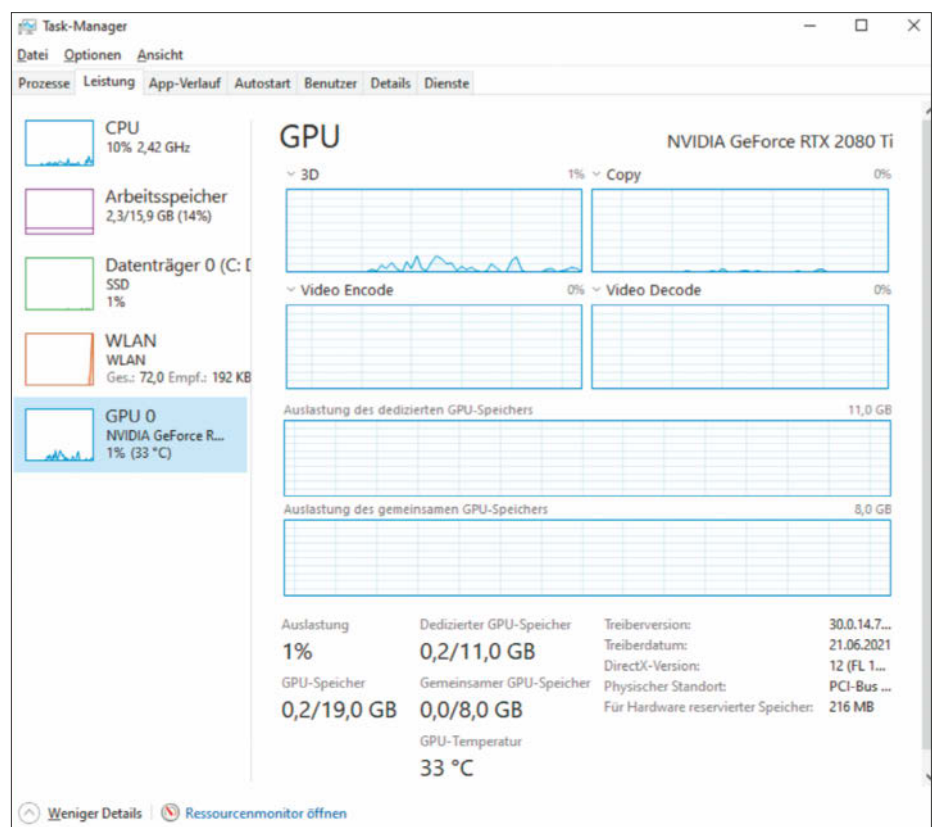 Task-Manager
Datei Optionen Ansicht
Prozesse Leistung App-Verlauf Autostart Benutzer Details Dienste
CPU
10% 2,42 GHz
Arbeitsspeicher
2,3/15,9 GB (14%)
Datenträger 0 (C:
SSD
1%
WLAN
WLAN
Ges.: 72,0 Empf.: 192 KB
GPU 0
NVIDIA GeForce R...
1% (33 °C)
GPU NVIDIA GeForce RTX 2080 Ti
3D 1% Copy 0%
Video Encode 0% Video Decode 0%
Auslastung des dedizierten GPU-Speichers 11,0 GB
Auslastung des gemeinsamen GPU-Speichers 8,0 GB
Auslastung
1%
Dedizierter GPU-Speicher
0,2/11,0 GB
GPU-Speicher
0,2/19,0 GB
Gemeinsamer GPU-Speicher
0,0/8,0 GB
GPU-Temperatur
33 °C
Treiberversion: 30.0.14.7...
Treiberdatum: 21.06.2021
DirectX-Version: 12 (FL 1...
Physischer Standort: PCI-Bus ...
Für Hardware reservierter Speicher: 216 MB
Weniger Details Ressourcenmonitor öffnen